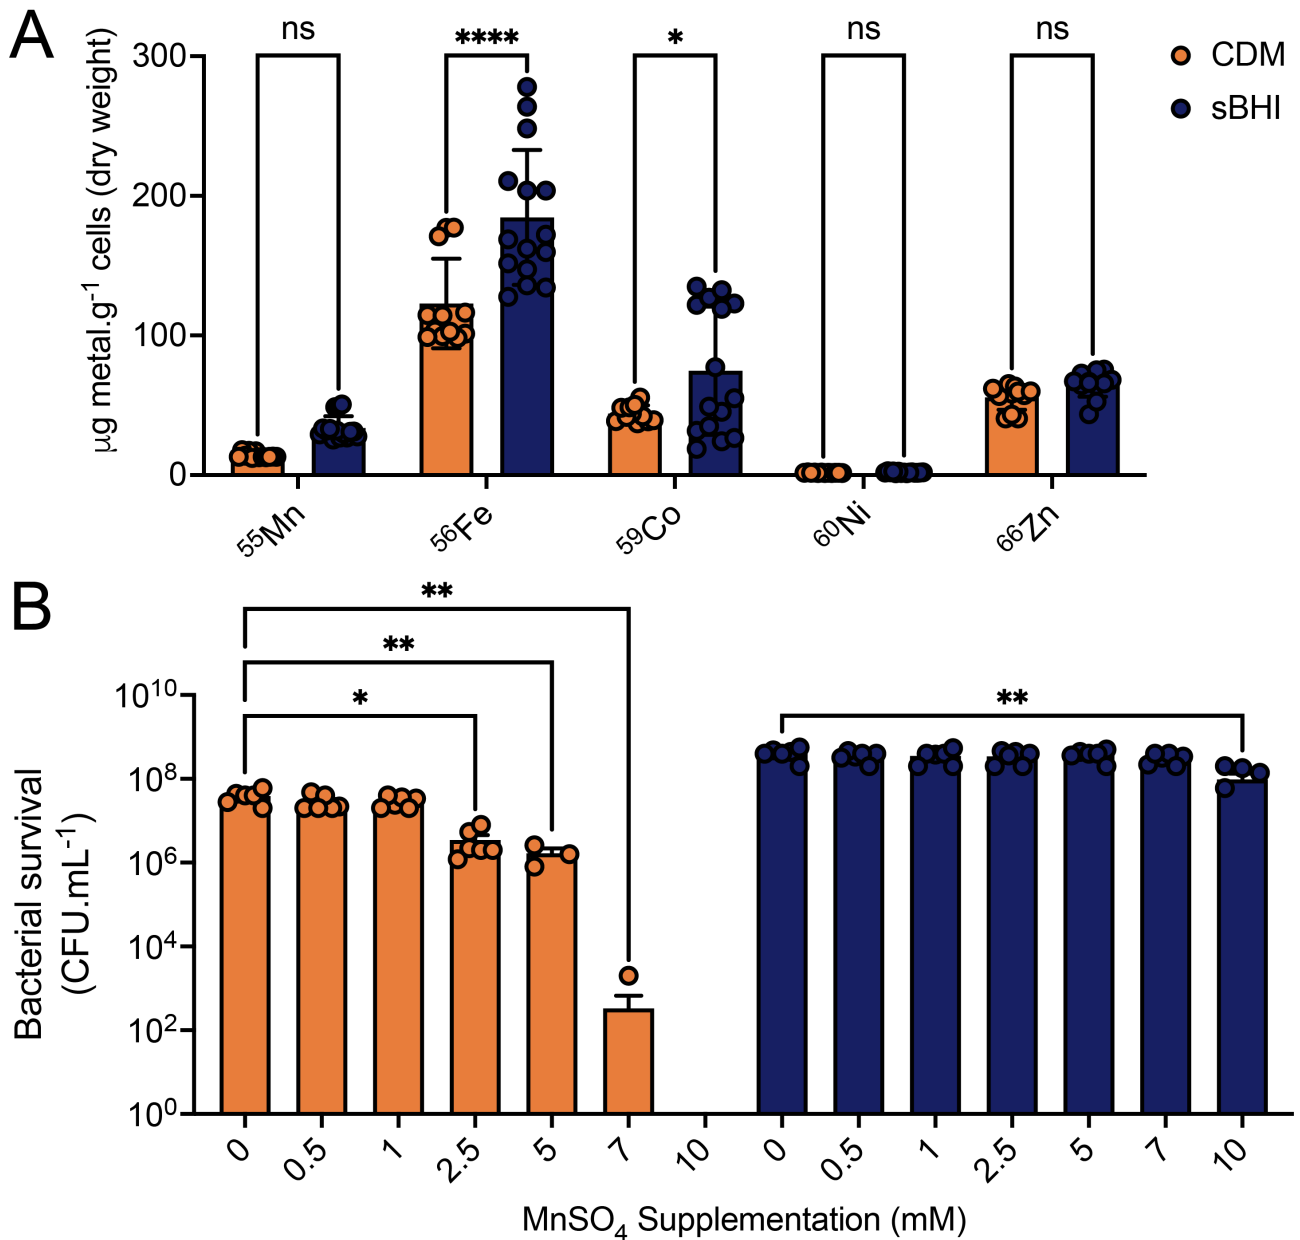 A
ns
****
*
ns
ns
CDM
sBHI
µg metal.g⁻¹ cells (dry weight)
300
200
100
0
⁵⁵Mn
⁵⁶Fe
⁵⁹Co
⁶⁰Ni
⁶⁶Zn
B
**
**
*
**
Bacterial survival
(CFU.mL⁻¹)
10¹⁰
10⁸
10⁶
10⁴
10²
10⁰
0
0.5
1
2.5
5
7
10
0
0.5
1
2.5
5
7
10
MnSO₄ Supplementation (mM)